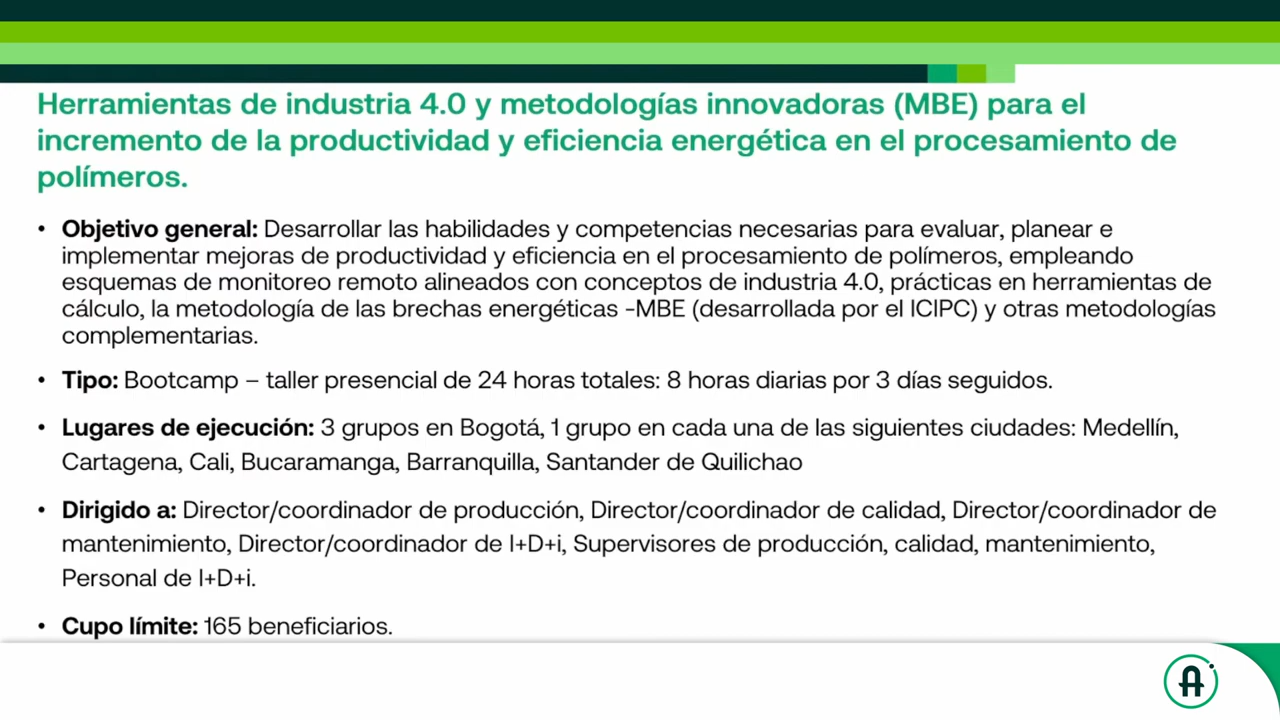 Herramientas de industria 4.0 y metodologías innovadoras (MBE) para el
incremento de la productividad y eficiencia energética en el procesamiento de
polímeros.
• Objetivo general: Desarrollar las habilidades y competencias necesarias para evaluar, planear e
implementar mejoras de productividad y eficiencia en el procesamiento de polímeros, empleando
esquemas de monitoreo remoto alineados con conceptos de industria 4.0, prácticas en herramientas de
cálculo, la metodología de las brechas energéticas -MBE (desarrollada por el ICIPC) y otras metodologías
complementarias.
• Tipo: Bootcamp – taller presencial de 24 horas totales: 8 horas diarias por 3 días seguidos.
• Lugares de ejecución: 3 grupos en Bogotá, 1 grupo en cada una de las siguientes ciudades: Medellín,
Cartagena, Cali, Bucaramanga, Barranquilla, Santander de Quilichao
• Dirigido a: Director/coordinador de producción, Director/coordinador de calidad, Director/coordinador de
mantenimiento, Director/coordinador de I+D+i, Supervisores de producción, calidad, mantenimiento,
Personal de I+D+i.
• Cupo límite: 165 beneficiarios.
A